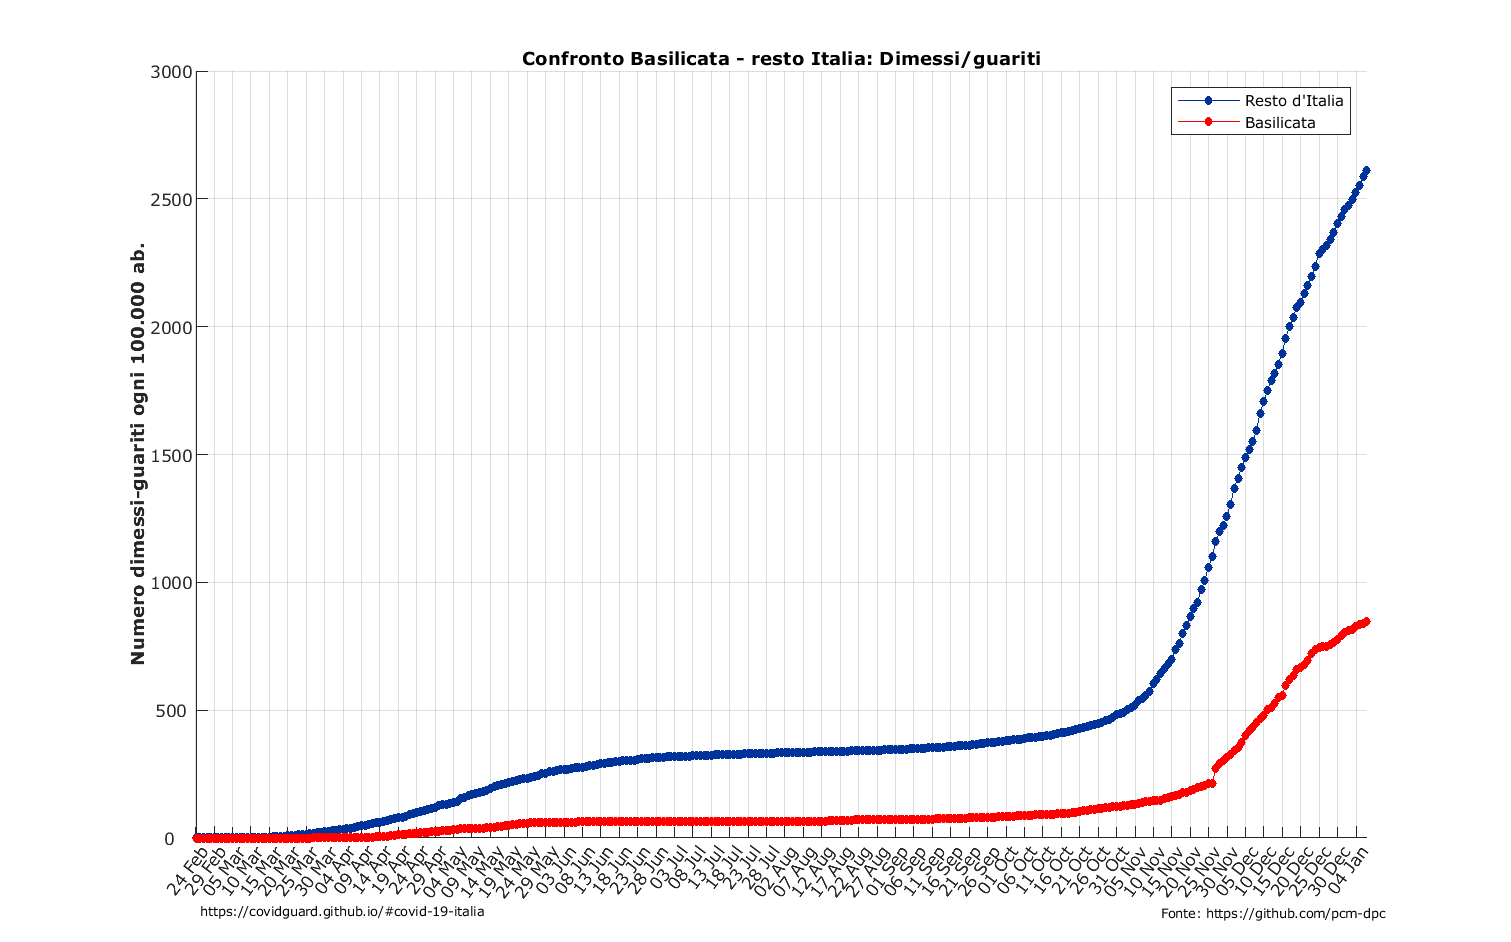 Confronto Basilicata - resto Italia: Dimessi/guariti
Numero dimessi-guariti ogni 100.000 ab.
3000
2500
2000
1500
1000
500
0
Resto d'Italia
Basilicata
24 Feb
29 Feb
05 Mar
10 Mar
15 Mar
20 Mar
25 Mar
30 Mar
04 Apr
09 Apr
14 Apr
19 Apr
24 Apr
29 Apr
04 May
09 May
14 May
19 May
24 May
29 May
03 Jun
08 Jun
13 Jun
18 Jun
23 Jun
28 Jun
03 Jul
08 Jul
13 Jul
18 Jul
23 Jul
28 Jul
02 Aug
07 Aug
12 Aug
17 Aug
22 Aug
27 Aug
01 Sep
06 Sep
11 Sep
16 Sep
21 Sep
26 Sep
01 Oct
06 Oct
11 Oct
16 Oct
21 Oct
26 Oct
31 Oct
05 Nov
10 Nov
15 Nov
20 Nov
25 Nov
30 Nov
05 Dec
10 Dec
15 Dec
20 Dec
25 Dec
30 Dec
04 Jan
https://covidguard.github.io/#covid-19-italia
Fonte: https://github.com/pcm-dpc